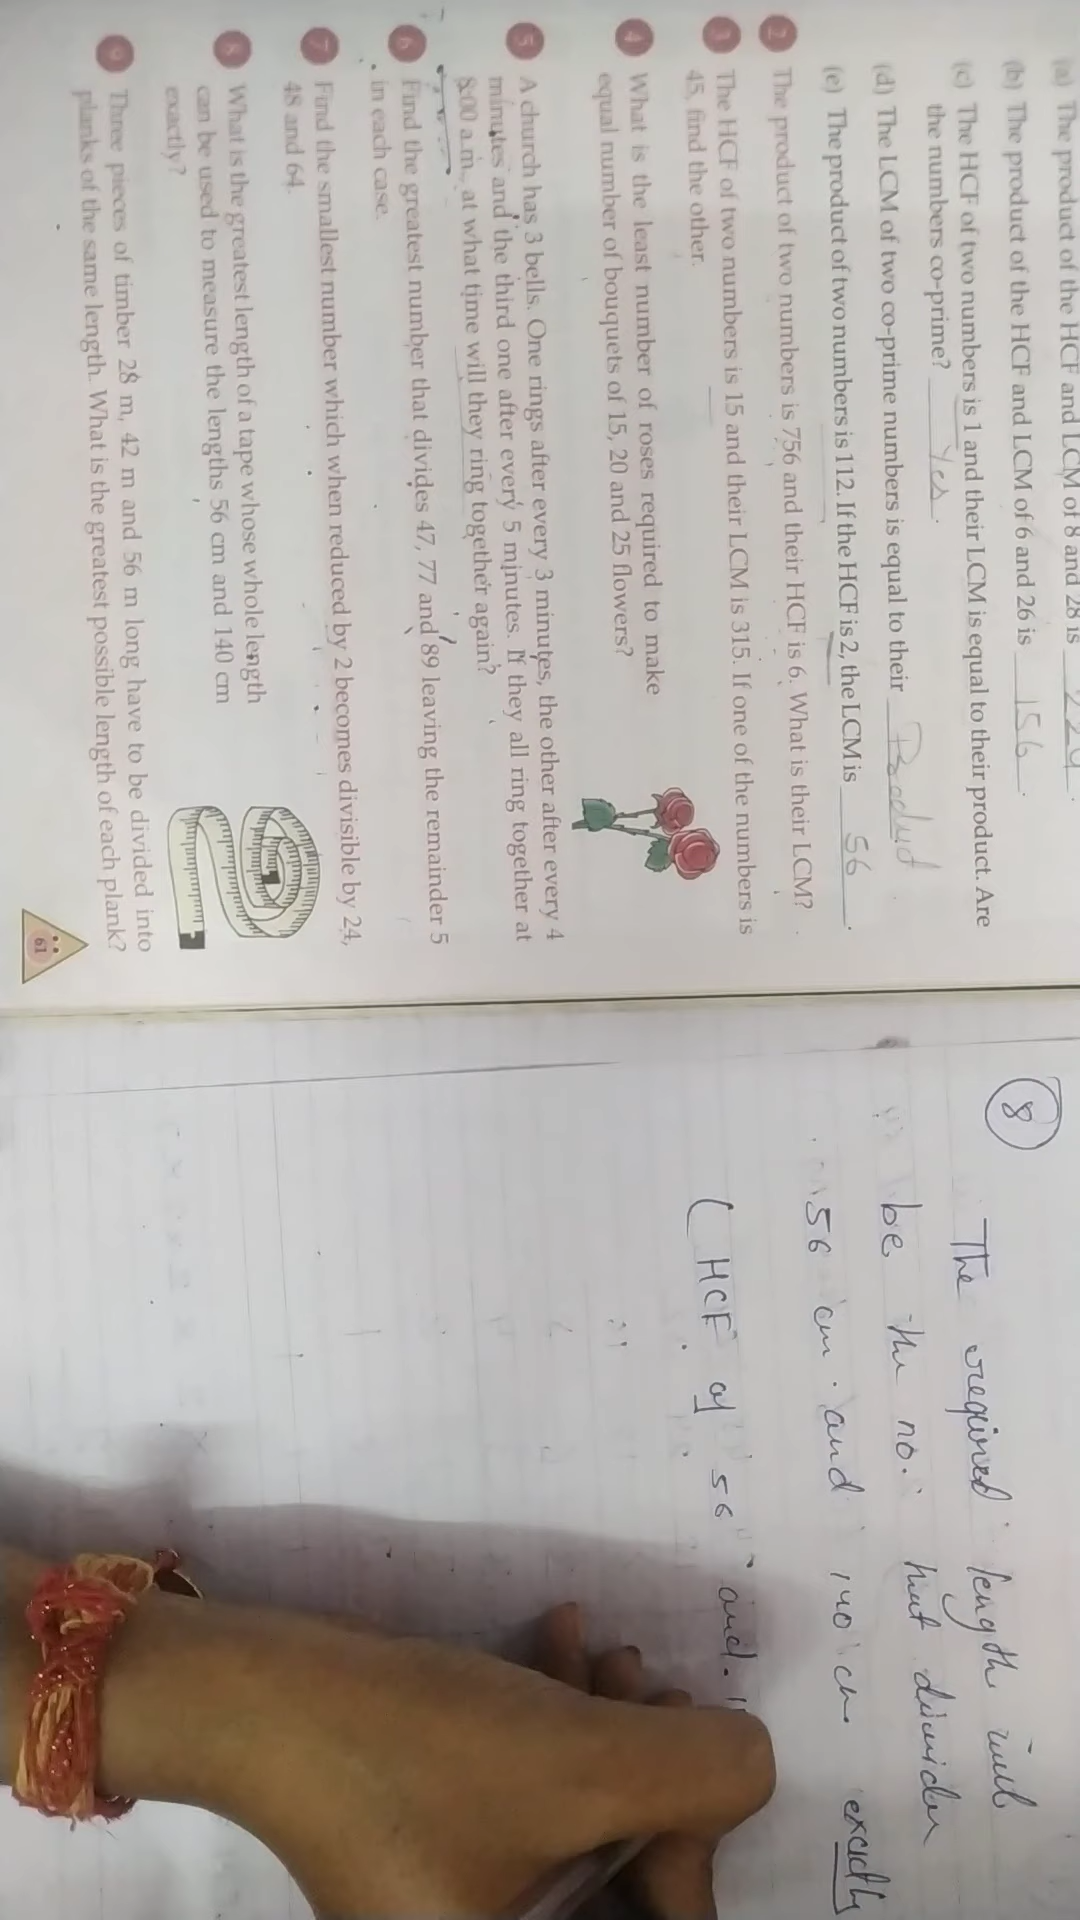 (a) The product of the HCF and LCM of 8 and 28 is 224.
(b) The product of the HCF and LCM of 6 and 26 is 156.
(c) The HCF of two numbers is 1 and their LCM is equal to their product. Are
the numbers co-prime? Yes.
(d) The LCM of two co-prime numbers is equal to their Product.
(e) The product of two numbers is 112. If the HCF is 2, the LCM is 56.
2 The product of two numbers is 756 and their HCF is 6. What is their LCM?
3 The HCF of two numbers is 15 and their LCM is 315. If one of the numbers is
45, find the other.
4 What is the least number of roses required to make
equal number of bouquets of 15, 20 and 25 flowers?
5 A church has 3 bells. One rings after every 3 minutes, the other after every 4
minutes and the third one after every 5 minutes. If they all ring together at
8:00 a.m., at what time will they ring together again?
6 Find the greatest number that divides 47, 77 and 89 leaving the remainder 5
in each case.
7 Find the smallest number which when reduced by 2 becomes divisible by 24,
48 and 64.
8 What is the greatest length of a tape whose whole length
can be used to measure the lengths 56 cm and 140 cm
exactly?
9 Three pieces of timber 28 m, 42 m and 56 m long have to be divided into
planks of the same length. What is the greatest possible length of each plank?
61
8
The required length will
be the no. that divides
56 cm and 140 cm exactly
(HCF of 56 and